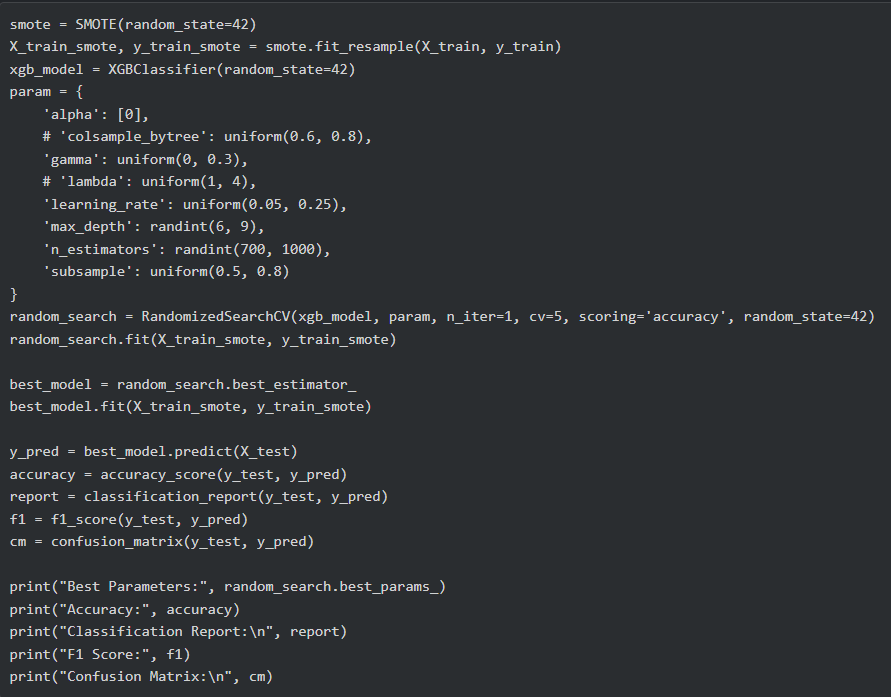 smote = SMOTE(random_state=42)
X_train_smote, y_train_smote = smote.fit_resample(X_train, y_train)
xgb_model = XGBClassifier(random_state=42)
param = {
    'alpha': [0],
    # 'colsample_bytree': uniform(0.6, 0.8),
    'gamma': uniform(0, 0.3),
    # 'lambda': uniform(1, 4),
    'learning_rate': uniform(0.05, 0.25),
    'max_depth': randint(6, 9),
    'n_estimators': randint(700, 1000),
    'subsample': uniform(0.5, 0.8)
}
random_search = RandomizedSearchCV(xgb_model, param, n_iter=1, cv=5, scoring='accuracy', random_state=42)
random_search.fit(X_train_smote, y_train_smote)

best_model = random_search.best_estimator_
best_model.fit(X_train_smote, y_train_smote)

y_pred = best_model.predict(X_test)
accuracy = accuracy_score(y_test, y_pred)
report = classification_report(y_test, y_pred)
f1 = f1_score(y_test, y_pred)
cm = confusion_matrix(y_test, y_pred)

print("Best Parameters:", random_search.best_params_)
print("Accuracy:", accuracy)
print("Classification Report:\n", report)
print("F1 Score:", f1)
print("Confusion Matrix:\n", cm)